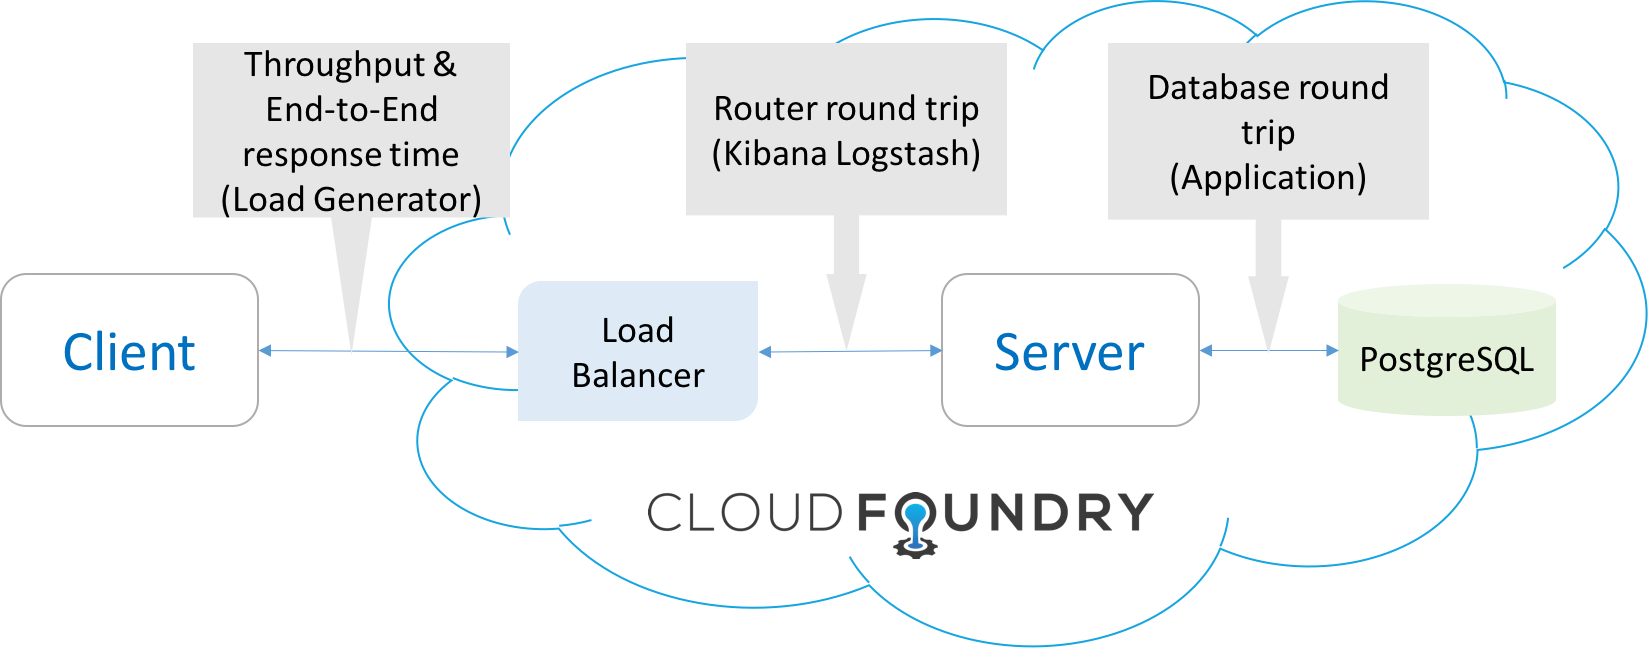 Throughput &
End-to-End
response time
(Load Generator)
Router round trip
(Kibana Logstash)
Database round
trip
(Application)
Client
Load
Balancer
Server
PostgreSQL
CLOUD FOUNDRY